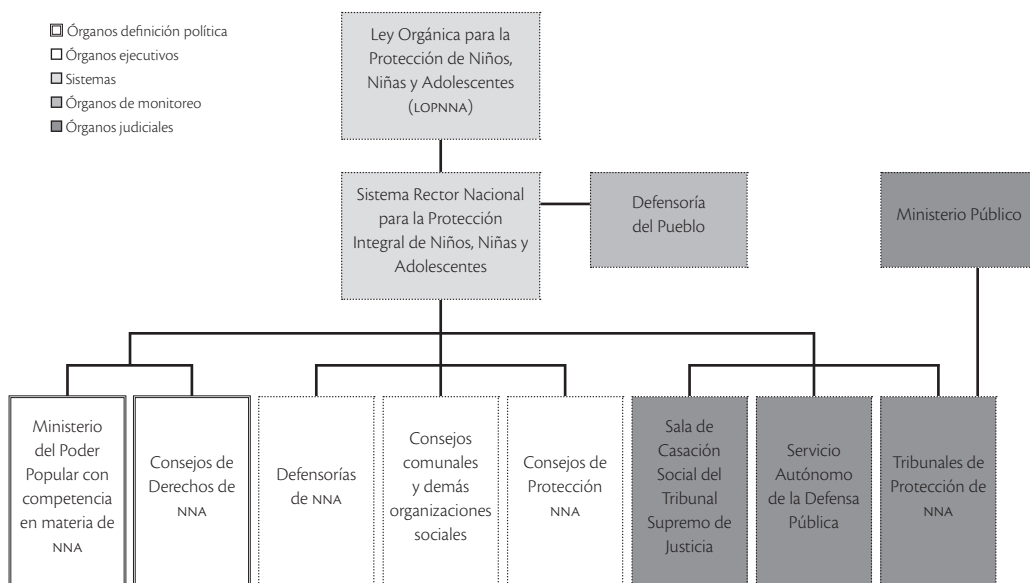 Órganos definición política
Órganos ejecutivos
Sistemas
Órganos de monitoreo
Órganos judiciales
Ley Orgánica para la
Protección de Niños,
Niñas y Adolescentes
(LOPNNA)
Sistema Rector Nacional
para la Protección
Integral de Niños, Niñas y
Adolescentes
Defensoría
del Pueblo
Ministerio Público
Ministerio
del Poder
Popular con
competencia
en materia de
NNA
Consejos de
Derechos de
NNA
Defensorías
de NNA
Consejos
comunales
y demás
organizaciones
sociales
Consejos de
Protección
NNA
Sala de
Casación
Social del
Tribunal
Supremo de
Justicia
Servicio
Autónomo
de la Defensa
Pública
Tribunales de
Protección de
NNA